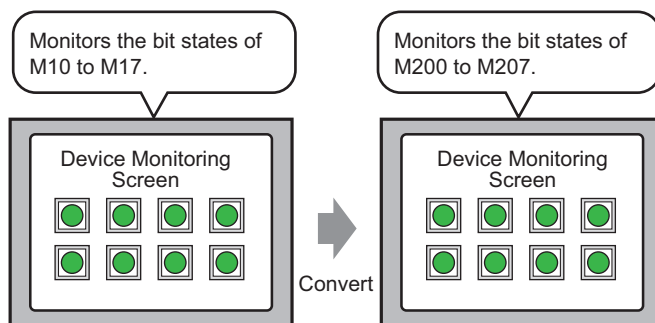 Monitors the bit states of
M10 to M17.
Monitors the bit states of
M200 to M207.
Device Monitoring
Screen
Device Monitoring
Screen
Convert